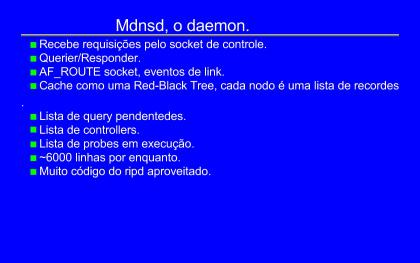 Mdnsd, o daemon.
Recebe requisições pelo socket de controle.
Querier/Responder.
AF_ROUTE socket, eventos de link.
Cache como uma Red-Black Tree, cada nodo é uma lista de recordes
.
Lista de query pendentedes.
Lista de controllers.
Lista de probes em execução.
~6000 linhas por enquanto.
Muito código do ripd aproveitado.